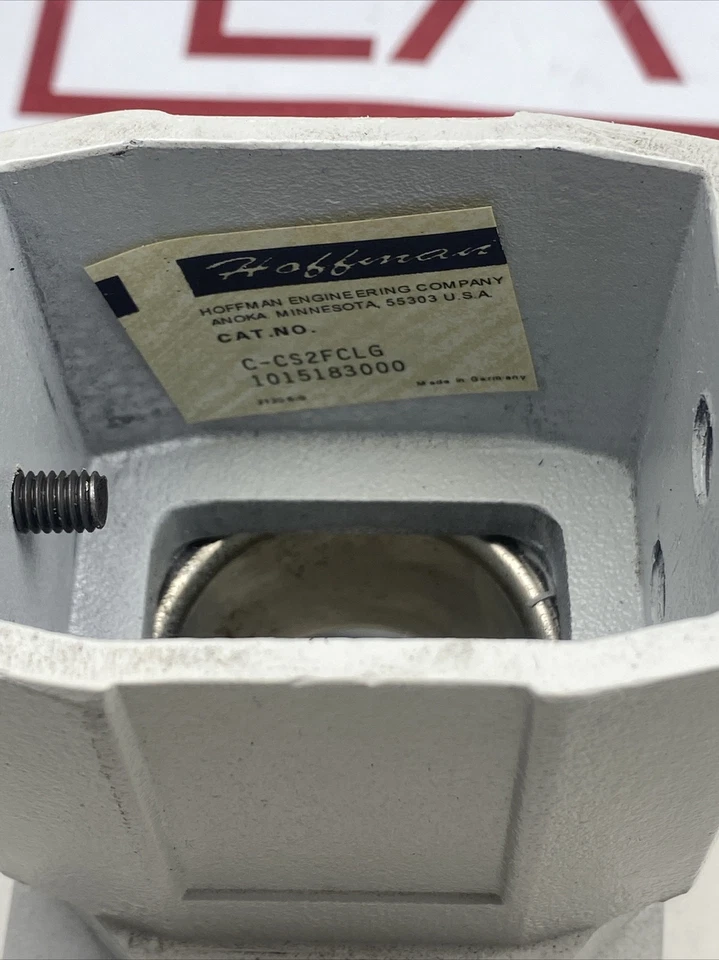 Hoffman
HOFFMAN ENGINEERING COMPANY
ANOKA MINNESOTA, 55303 U.S.A.
CAT.NO.
C-CS2FCLG
1015183000
Made in Germany